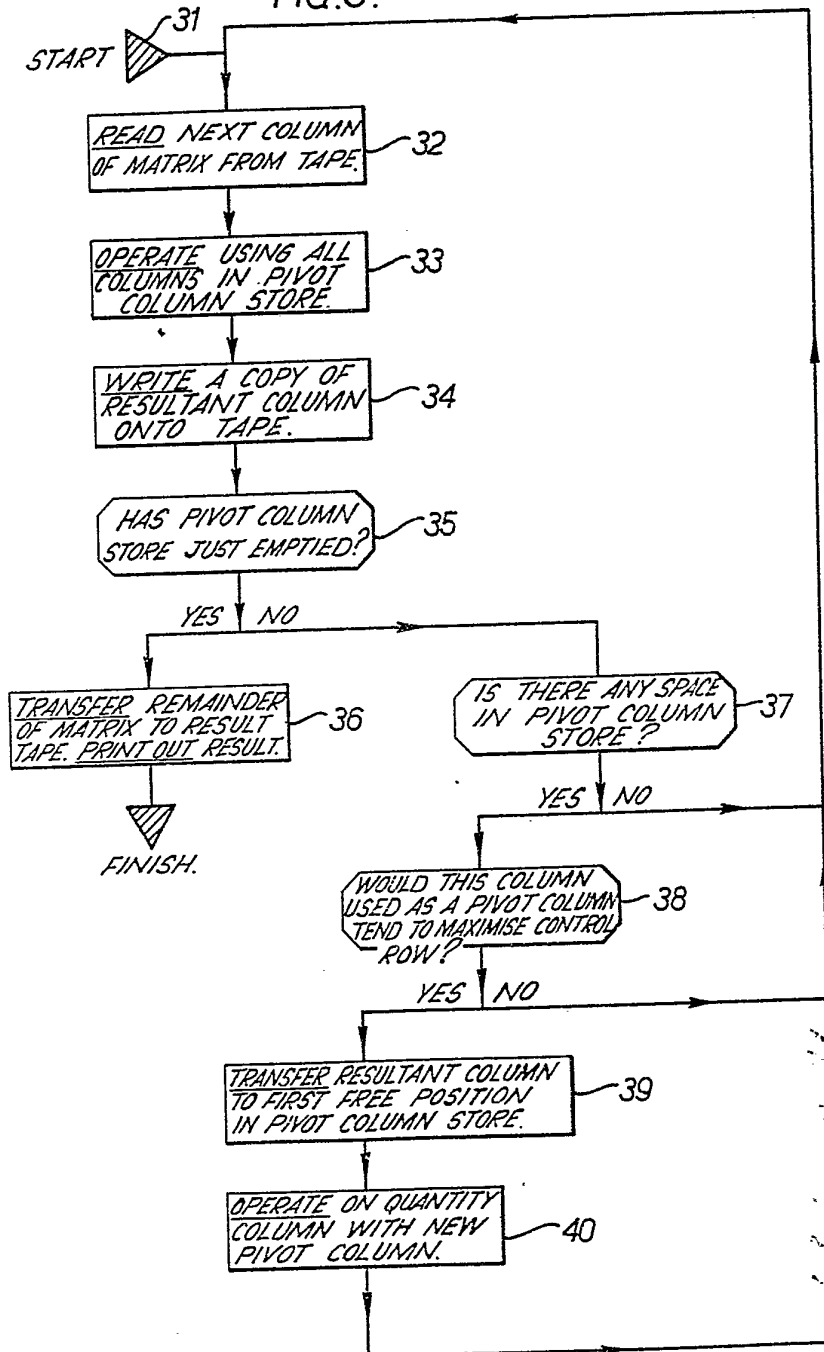 FIG.3.
START
31
READ NEXT COLUMN
OF MATRIX FROM TAPE.
32
OPERATE USING ALL
COLUMNS IN PIVOT
COLUMN STORE.
33
WRITE A COPY OF
RESULTANT COLUMN
ONTO TAPE.
34
HAS PIVOT COLUMN
STORE JUST EMPTIED?
35
YES NO
TRANSFER REMAINDER
OF MATRIX TO RESULT
TAPE. PRINT OUT RESULT.
36
FINISH.
IS THERE ANY SPACE
IN PIVOT COLUMN
STORE?
37
YES NO
WOULD THIS COLUMN
USED AS A PIVOT COLUMN
TEND TO MAXIMISE CONTROL
ROW?
38
YES NO
TRANSFER RESULTANT COLUMN
TO FIRST FREE POSITION
IN PIVOT COLUMN STORE.
39
OPERATE ON QUANTITY
COLUMN WITH NEW
PIVOT COLUMN.
40